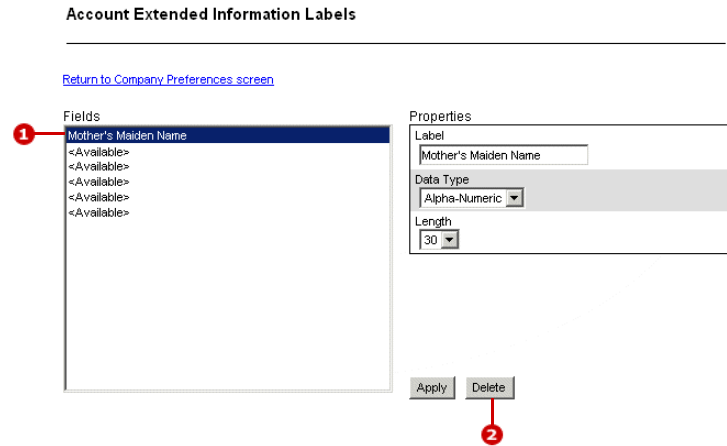 Account Extended Information Labels
Return to Company Preferences screen
Fields
1
Mother's Maiden Name
<Available>
<Available>
<Available>
<Available>
<Available>
Properties
Label
Mother's Maiden Name
Data Type
Alpha-Numeric
Length
30
Apply Delete
2